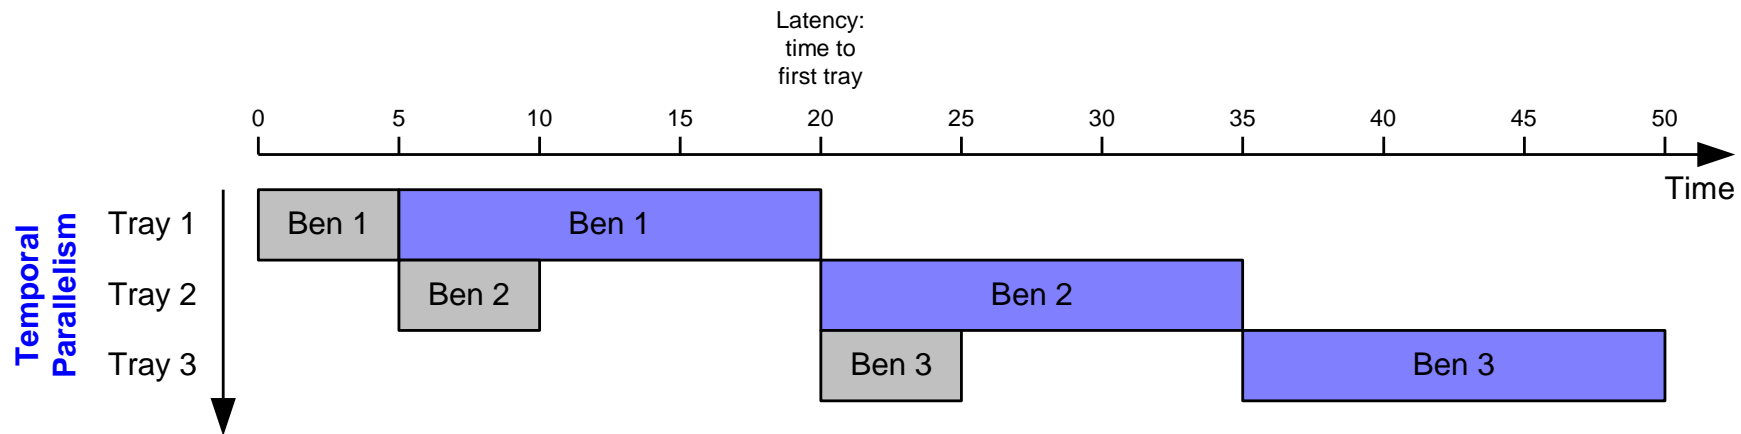 Latency:
time to
first tray
0 5 10 15 20 25 30 35 40 45 50
Time
Temporal
Parallelism
Tray 1 Ben 1 Ben 1
Tray 2 Ben 2 Ben 2
Tray 3 Ben 3 Ben 3